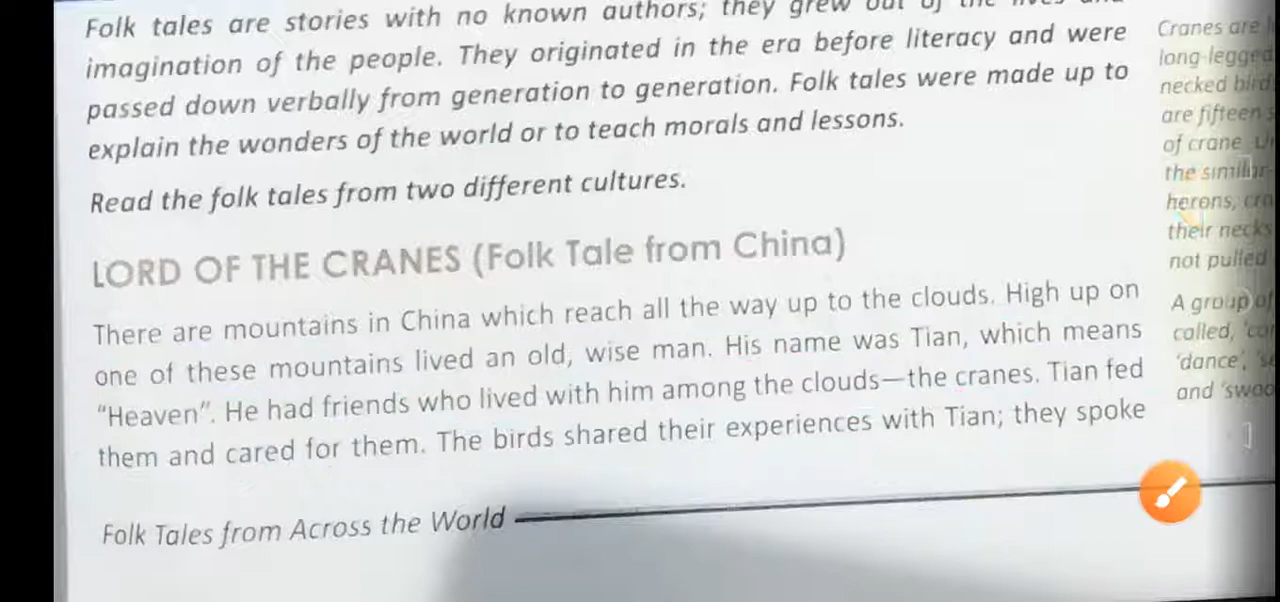 Folk tales are stories with no known authors; they grew out of the lives and
imagination of the people. They originated in the era before literacy and were
passed down verbally from generation to generation. Folk tales were made up to
explain the wonders of the world or to teach morals and lessons.
Read the folk tales from two different cultures.
LORD OF THE CRANES (Folk Tale from China)
There are mountains in China which reach all the way up to the clouds. High up on
one of these mountains lived an old, wise man. His name was Tian, which means
"Heaven". He had friends who lived with him among the clouds—the cranes. Tian fed
them and cared for them. The birds shared their experiences with Tian; they spoke
Folk Tales from Across the World
Cranes are
long-legged
necked
are fifteen
of crane
the similar
herons,
their necks
not pulled
A group of
called,
'dance',
and